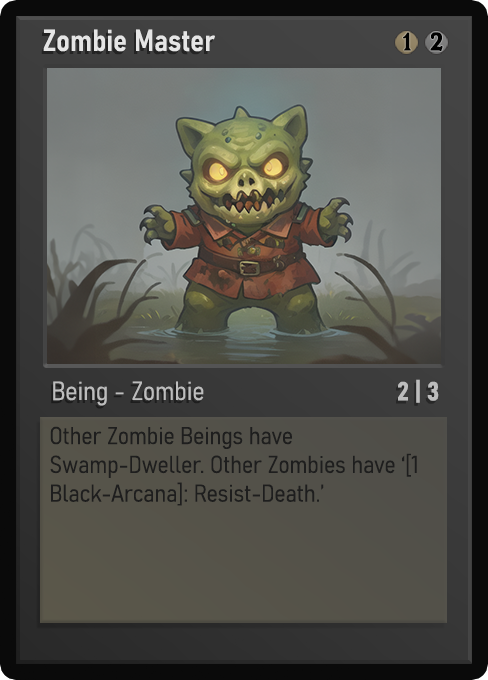 Zombie Master 1 2
Being - Zombie 2|3
Other Zombie Beings have
Swamp-Dweller. Other Zombies have ‘[1
Black-Arcana]: Resist-Death.’